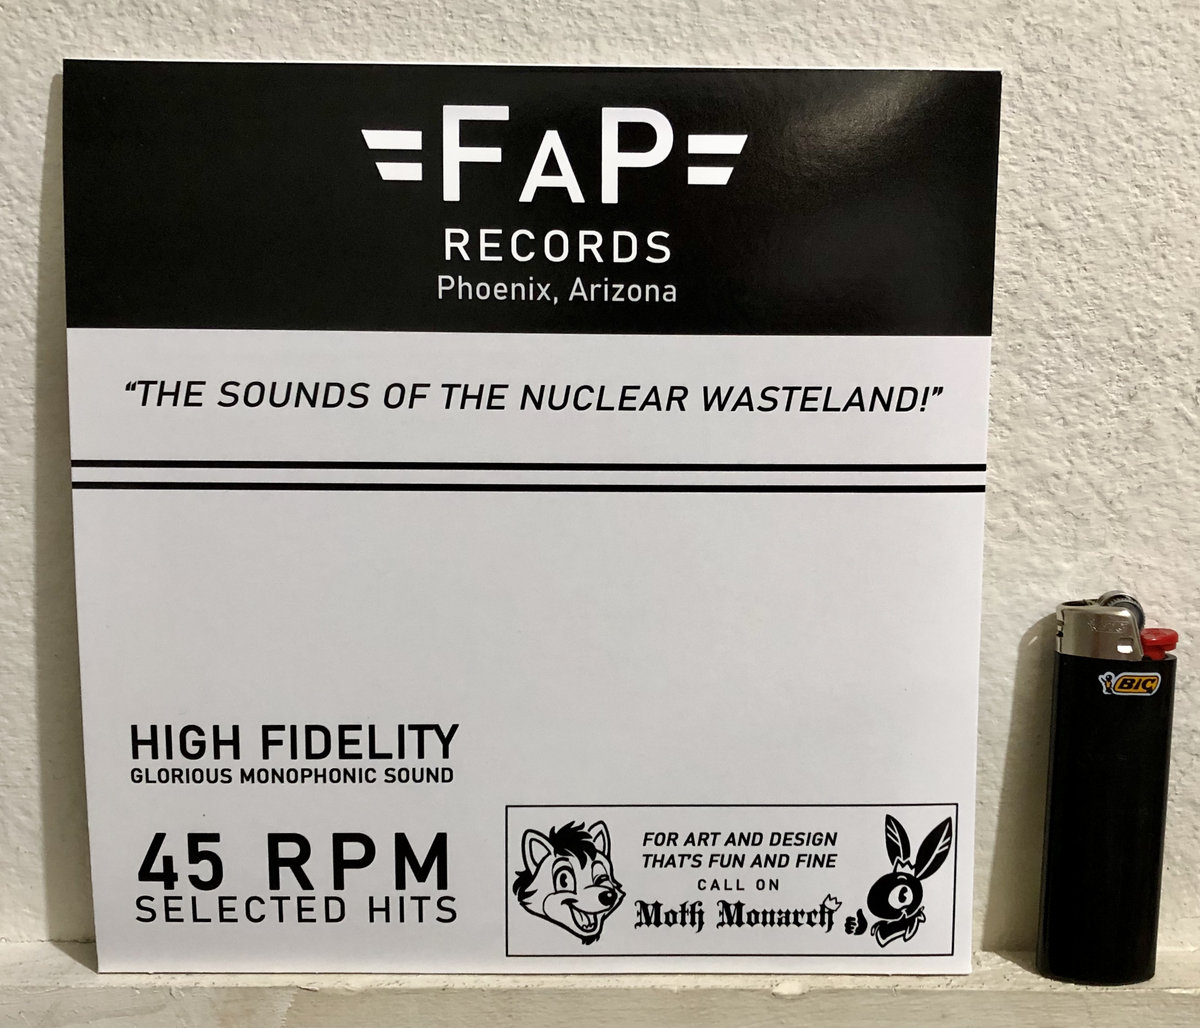 FAP
RECORDS
Phoenix, Arizona
“THE SOUNDS OF THE NUCLEAR WASTELAND!”
HIGH FIDELITY
GLORIOUS MONOPHONIC SOUND
45 RPM
SELECTED HITS
FOR ART AND DESIGN
THAT'S FUN AND FINE
CALL ON
Moth Monarch
BIC